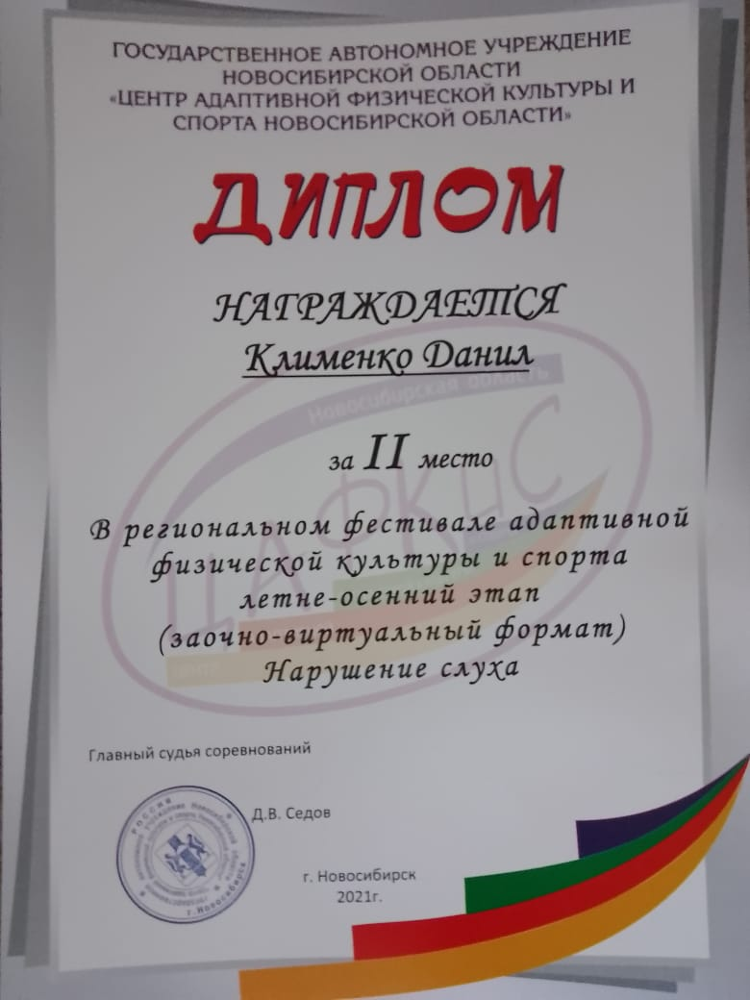 ГОСУДАРСТВЕННОЕ АВТОНОМНОЕ УЧРЕЖДЕНИЕ
НОВОСИБИРСКОЙ ОБЛАСТИ
«ЦЕНТР АДАПТИВНОЙ ФИЗИЧЕСКОЙ КУЛЬТУРЫ И
СПОРТА НОВОСИБИРСКОЙ ОБЛАСТИ»
ДИПЛОМ
НАГРАЖДАЕТСЯ
Клименко Данил
Новосибирская область
за II место
ЦАФКиС
В региональном фестивале адаптивной
физической культуры и спорта
летне-осенний этап
(заочно-виртуальный формат)
Нарушение слуха
Главный судья соревнований
РОССИЯ
г. Новосибирск
Д.В. Седов
г. Новосибирск
2021г.